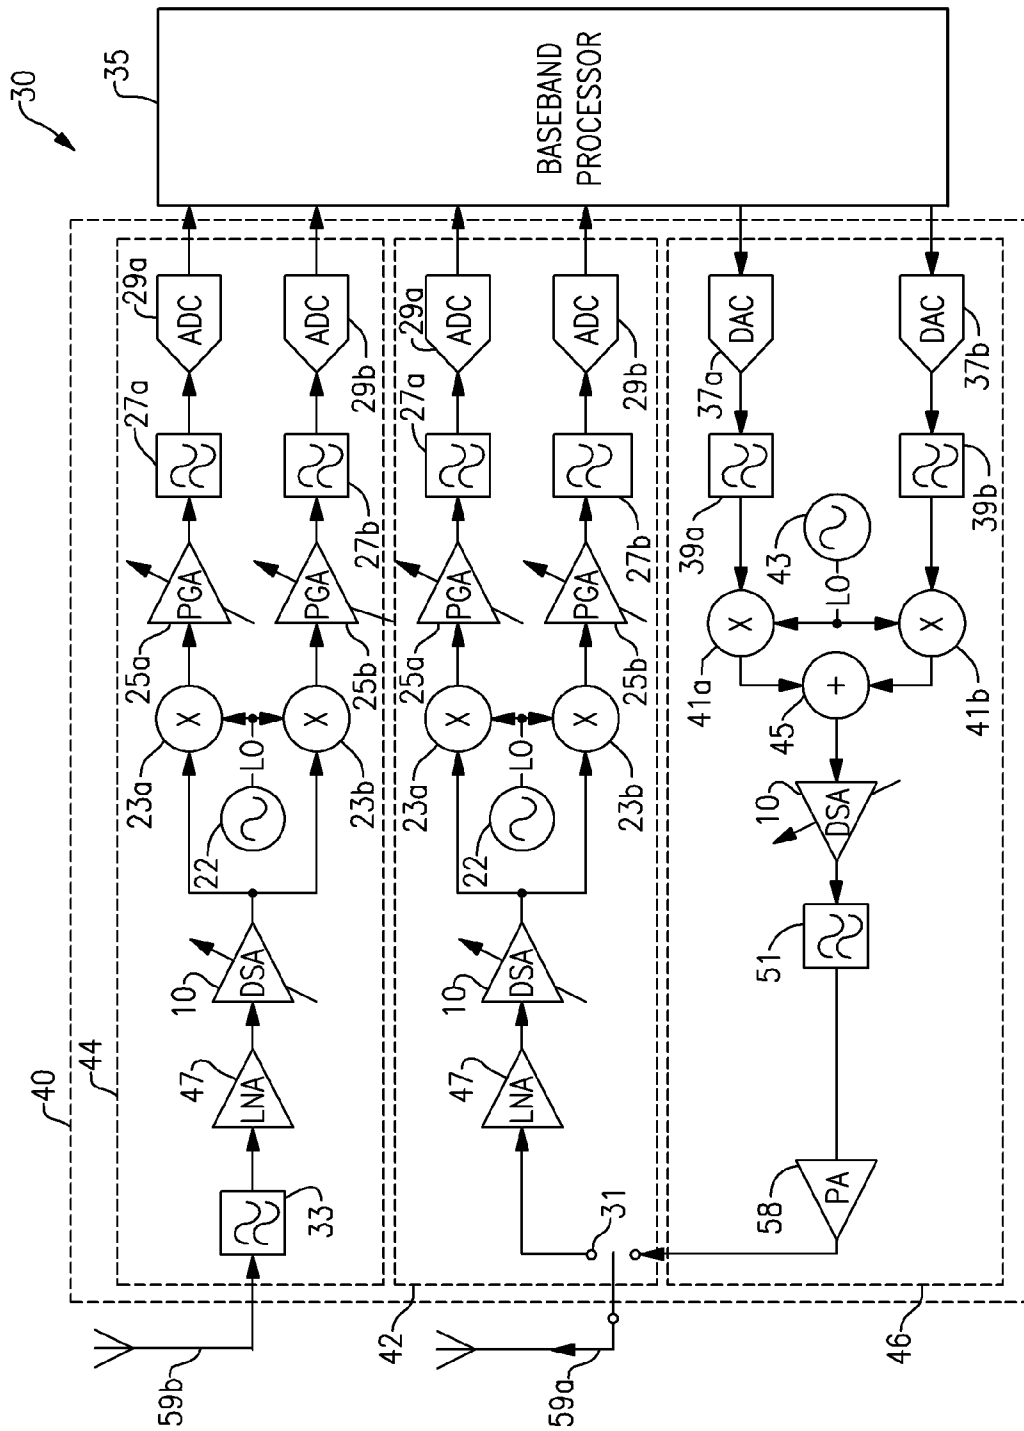 30
35
BASEBAND
PROCESSOR
40
44
59b
33
47
LNA
10
DSA
22
LO
23a
X
23b
X
25a
PGA
25b
PGA
27a
27b
29a
ADC
29b
ADC
42
59a
31
47
LNA
10
DSA
22
LO
23a
X
23b
X
25a
PGA
25b
PGA
27a
27b
29a
ADC
29b
ADC
46
58
PA
51
10
DSA
45
+
41a
X
41b
X
LO
43
39a
39b
37a
DAC
37b
DAC